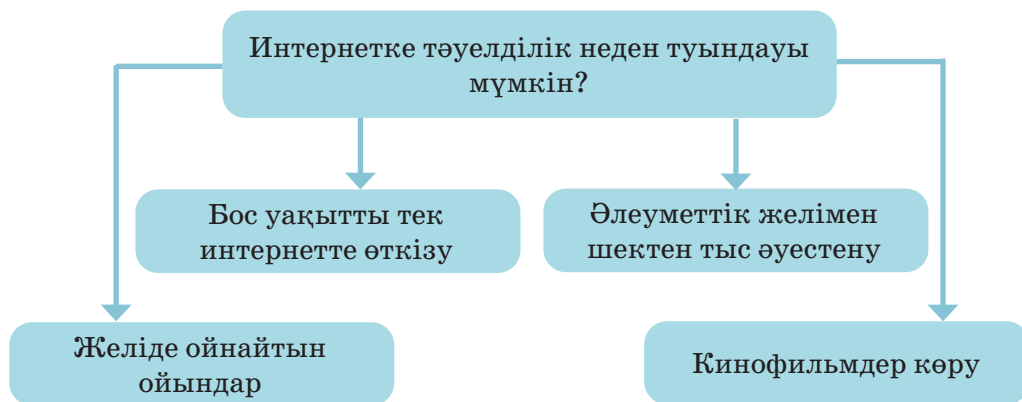 Интернетке тәуелділік неден туындауы
мүмкін?
Бос уақытты тек
интернетте өткізу
Әлеуметтік желімен
шектен тыс әуестену
Желіде ойнайтын
ойындар
Кинофильмдер көру